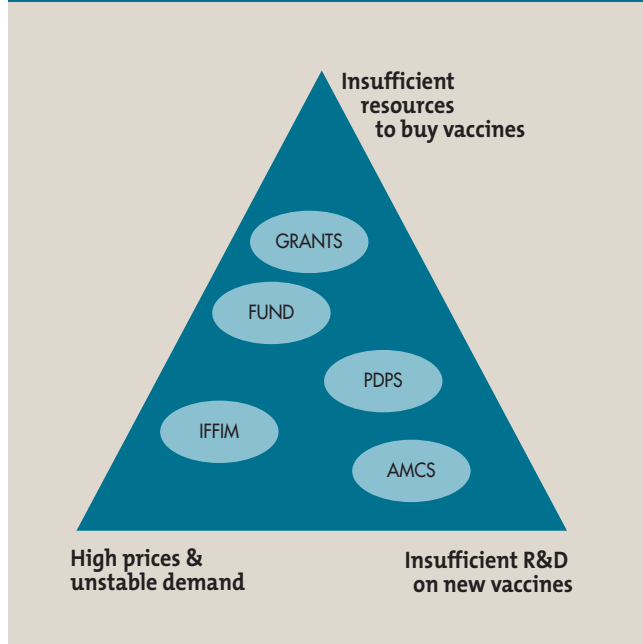 Insufficient
resources
to buy vaccines
GRANTS
FUND
PDPS
IFFIM
AMCS
High prices &
unstable demand
Insufficient R&D
on new vaccines